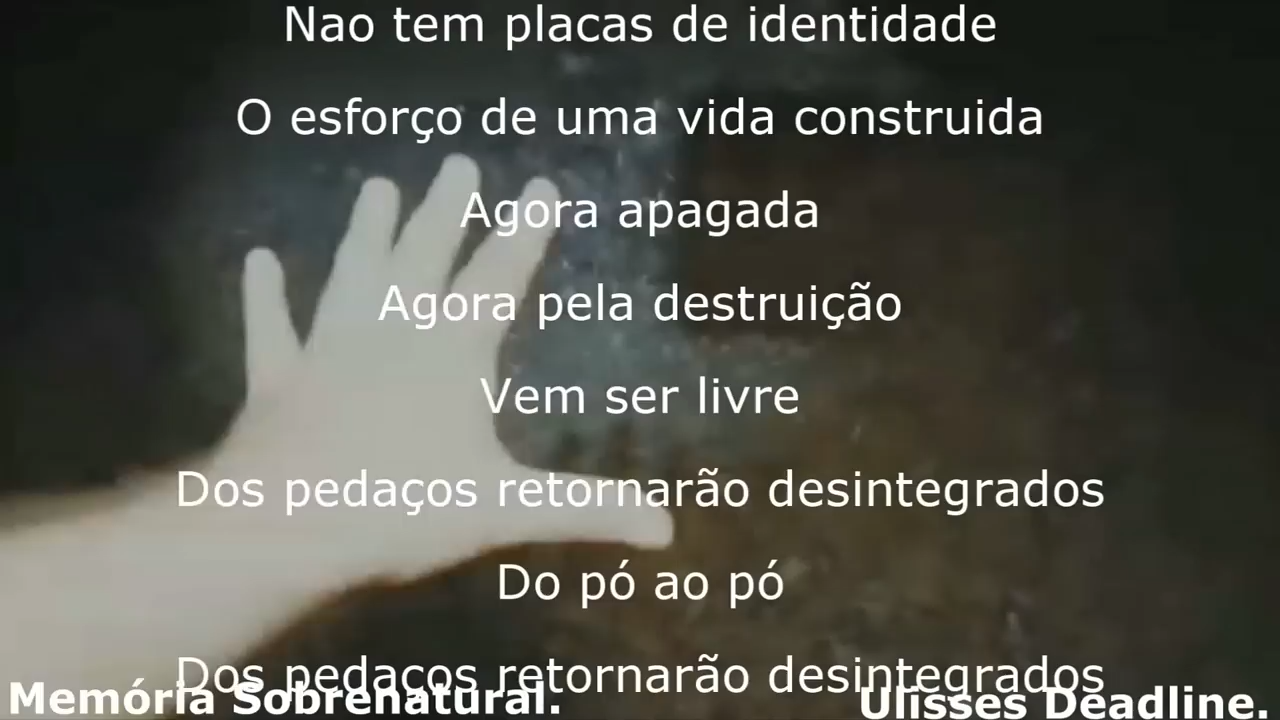 Nao tem placas de identidade
O esforço de uma vida construida
Agora apagada
Agora pela destruição
Vem ser livre
Dos pedaços retornarão desintegrados
Do pó ao pó
Dos pedaços retornarão desintegrados
Memória Sobrenatural.
Ulisses Deadline.